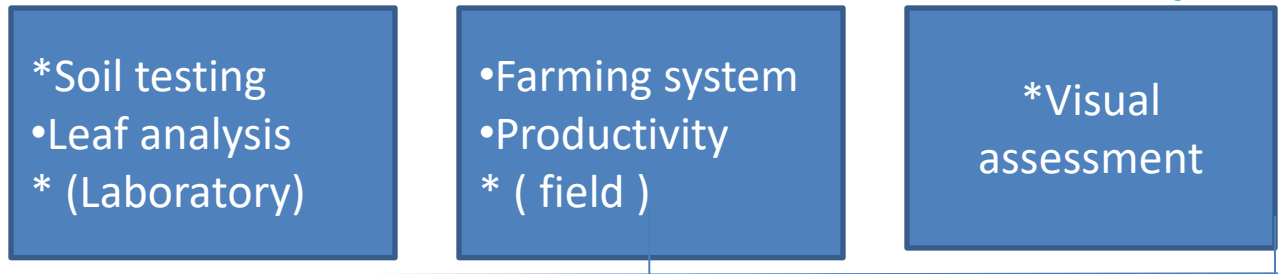 *Soil testing
•Leaf analysis
* (Laboratory)
•Farming system
•Productivity
* ( field )
*Visual
assessment